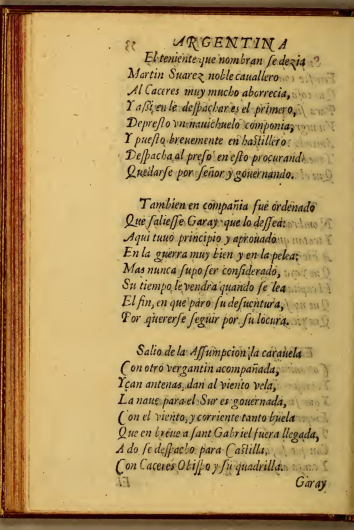 ARGENTINA
El teniente que nombran se dezia
Martin Suarez noble cauallero
Al Caceres muy mucho aborrecia,
Y assi en le despachar es el primero,
Depresto vn nauichuelo componia,
Y puesto breuemente en hastillero:
Despacha al preso en esto procurando
Quedarse por señor y gouernando.
Tambien en compañia fue ordenado
Que saliesse Garay que lo dessea:
Aqui tuuo principio y aprouado
En la guerra muy bien y en la pelea;
Mas nunca supo ser considerado,
Su tiempo le vendra quando se lea
El fin, en que paro su desuentura,
Por quererse seguir por su locura.
Salio de la Assumpcion la carauela
Con otro vergantin acompañada,
Yçan antenas, dan al viento vela,
La naue para el Sur es gouernada,
Con el viento, y corriente tanto buela
Que en breue a sant Gabriel fuera llegada,
A do se despacho para Castilla,
Con Caceres Obispo y su quadrilla.
Garay